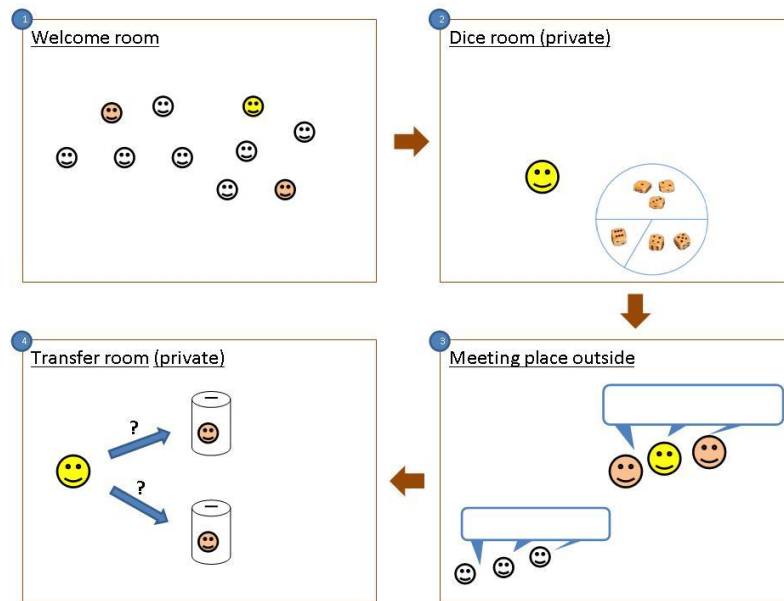 1
Welcome room
2
Dice room (private)
4
Transfer room (private)
?
?
3
Meeting place outside